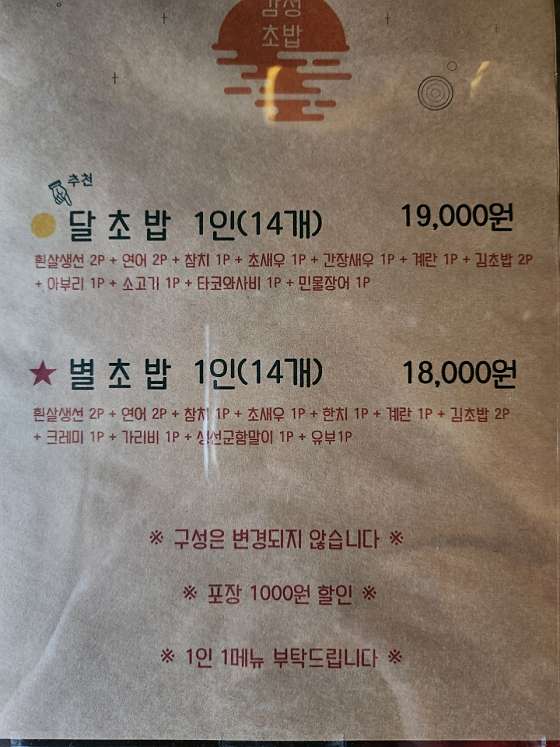 감성
초밥
추천
달초밥 1인(14개) 19,000원
흰살생선 2P + 연어 2P + 참치 1P + 초새우 1P + 간장새우 1P + 계란 1P + 김초밥 2P
+ 아부리 1P + 소고기 1P + 타코와사비 1P + 민물장어 1P
★ 별초밥 1인(14개) 18,000원
흰살생선 2P + 연어 2P + 참치 1P + 초새우 1P + 한치 1P + 계란 1P + 김초밥 2P
+ 크레미 1P + 가리비 1P + 생선군함말이 1P + 유부1P
※ 구성은 변경되지 않습니다 ※
※ 포장 1000원 할인 ※
※ 1인 1메뉴 부탁드립니다 ※